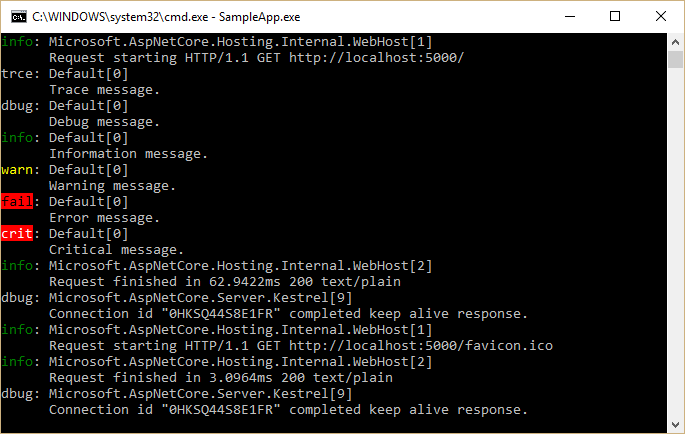 C:\WINDOWS\system32\cmd.exe - SampleApp.exe
info: Microsoft.AspNetCore.Hosting.Internal.WebHost[1]
      Request starting HTTP/1.1 GET http://localhost:5000/
trce: Default[0]
      Trace message.
dbug: Default[0]
      Debug message.
info: Default[0]
      Information message.
warn: Default[0]
      Warning message.
fail: Default[0]
      Error message.
crit: Default[0]
      Critical message.
info: Microsoft.AspNetCore.Hosting.Internal.WebHost[2]
      Request finished in 62.9422ms 200 text/plain
dbug: Microsoft.AspNetCore.Server.Kestrel[9]
      Connection id "0HKSQ44S8E1FR" completed keep alive response.
info: Microsoft.AspNetCore.Hosting.Internal.WebHost[1]
      Request starting HTTP/1.1 GET http://localhost:5000/favicon.ico
info: Microsoft.AspNetCore.Hosting.Internal.WebHost[2]
      Request finished in 3.0964ms 200 text/plain
dbug: Microsoft.AspNetCore.Server.Kestrel[9]
      Connection id "0HKSQ44S8E1FR" completed keep alive response.